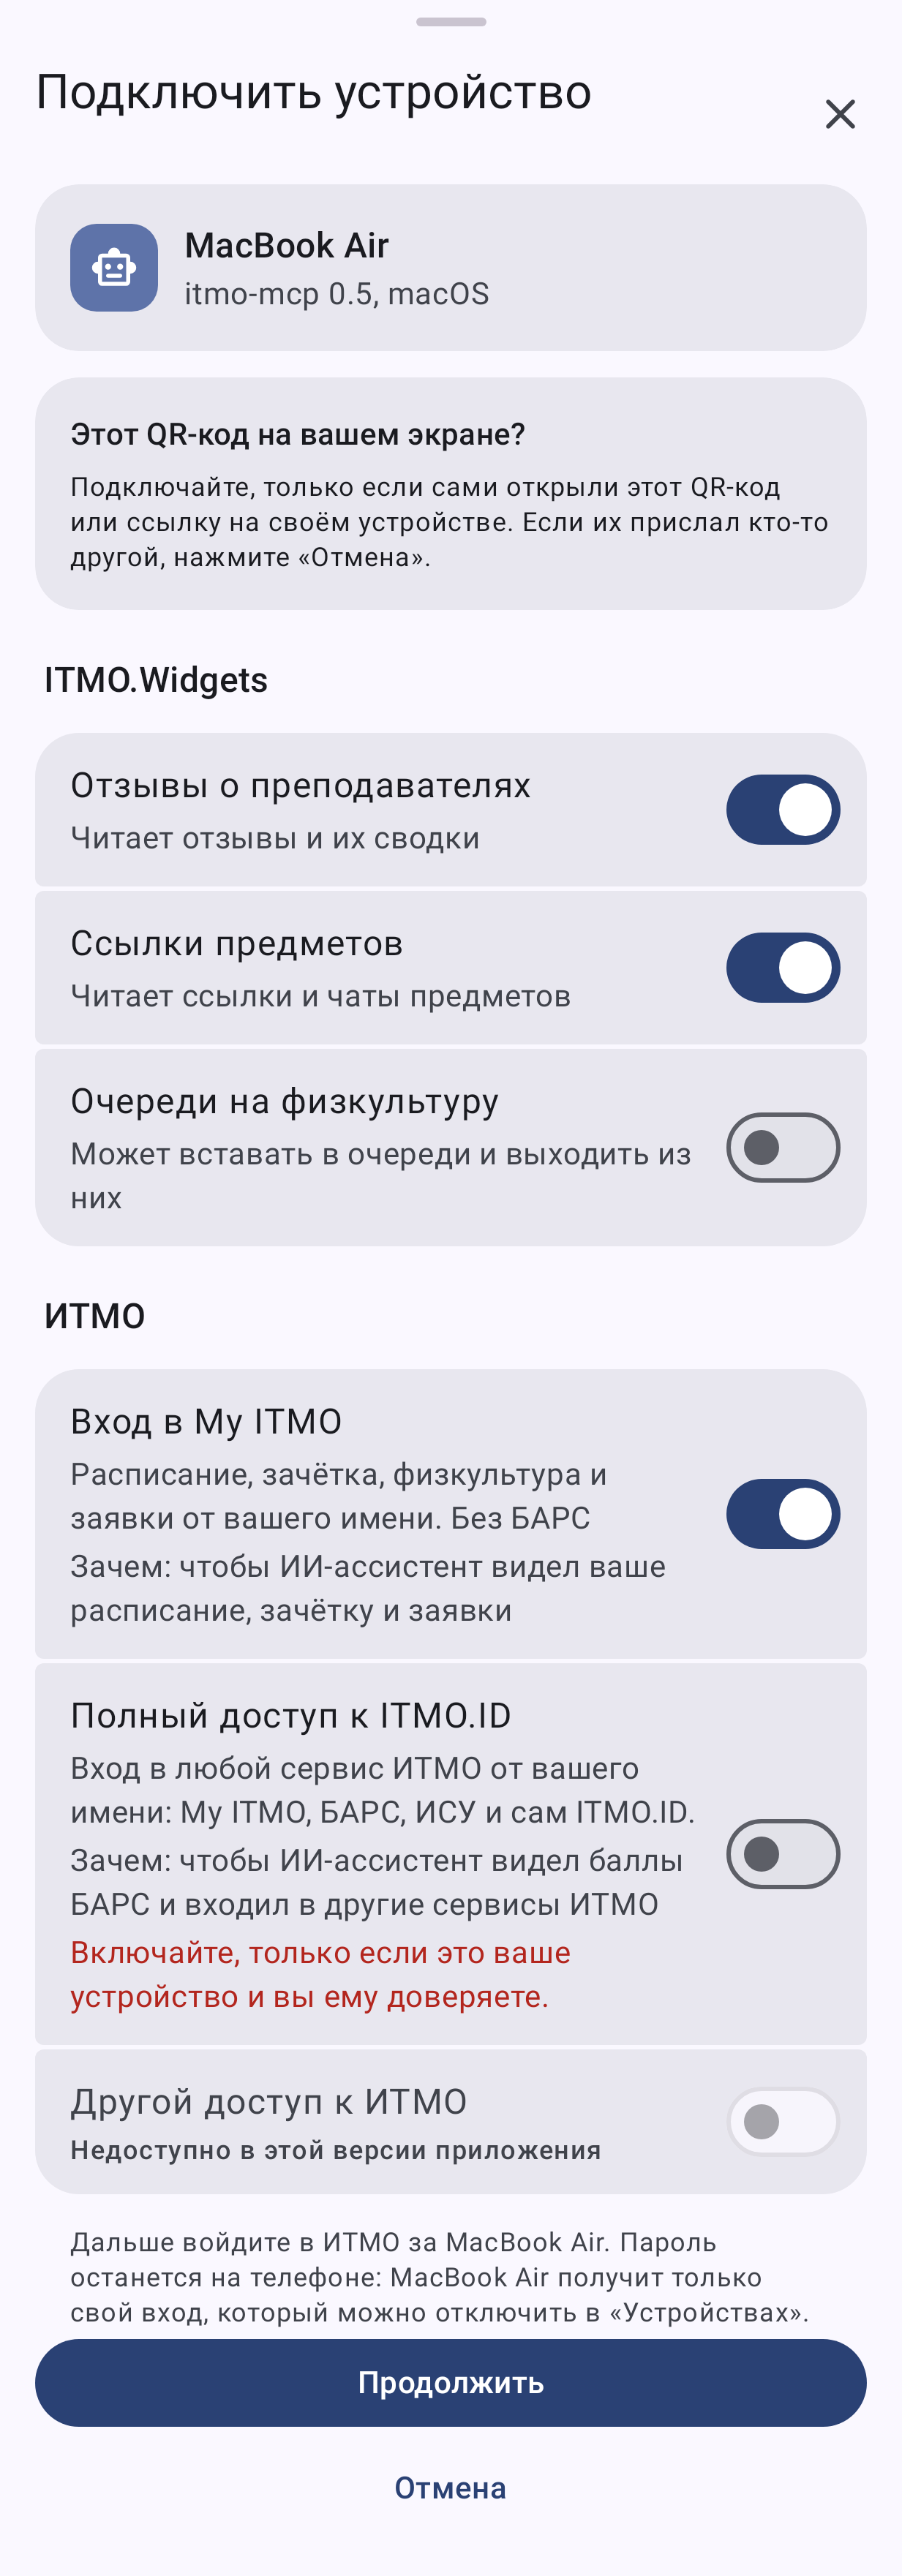 Подключить устройство
MacBook Air
itmo-mcp 0.5, macOS
Этот QR-код на вашем экране?
Подключайте, только если сами открыли этот QR-код
или ссылку на своём устройстве. Если их прислал кто-то
другой, нажмите «Отмена».
ITMO.Widgets
Отзывы о преподавателях
Читает отзывы и их сводки
Ссылки предметов
Читает ссылки и чаты предметов
Очереди на физкультуру
Может вставать в очереди и выходить из
них
ИТМО
Вход в My ITMO
Расписание, зачётка, физкультура и
заявки от вашего имени. Без БАРС
Зачем: чтобы ИИ-ассистент видел ваше
расписание, зачётку и заявки
Полный доступ к ITMO.ID
Вход в любой сервис ИТМО от вашего
имени: My ITMO, БАРС, ИСУ и сам ITMO.ID.
Зачем: чтобы ИИ-ассистент видел баллы
БАРС и входил в другие сервисы ИТМО
Включайте, только если это ваше
устройство и вы ему доверяете.
Другой доступ к ИТМО
Недоступно в этой версии приложения
Дальше войдите в ИТМО за MacBook Air. Пароль
останется на телефоне: MacBook Air получит только
свой вход, который можно отключить в «Устройствах».
Продолжить
Отмена